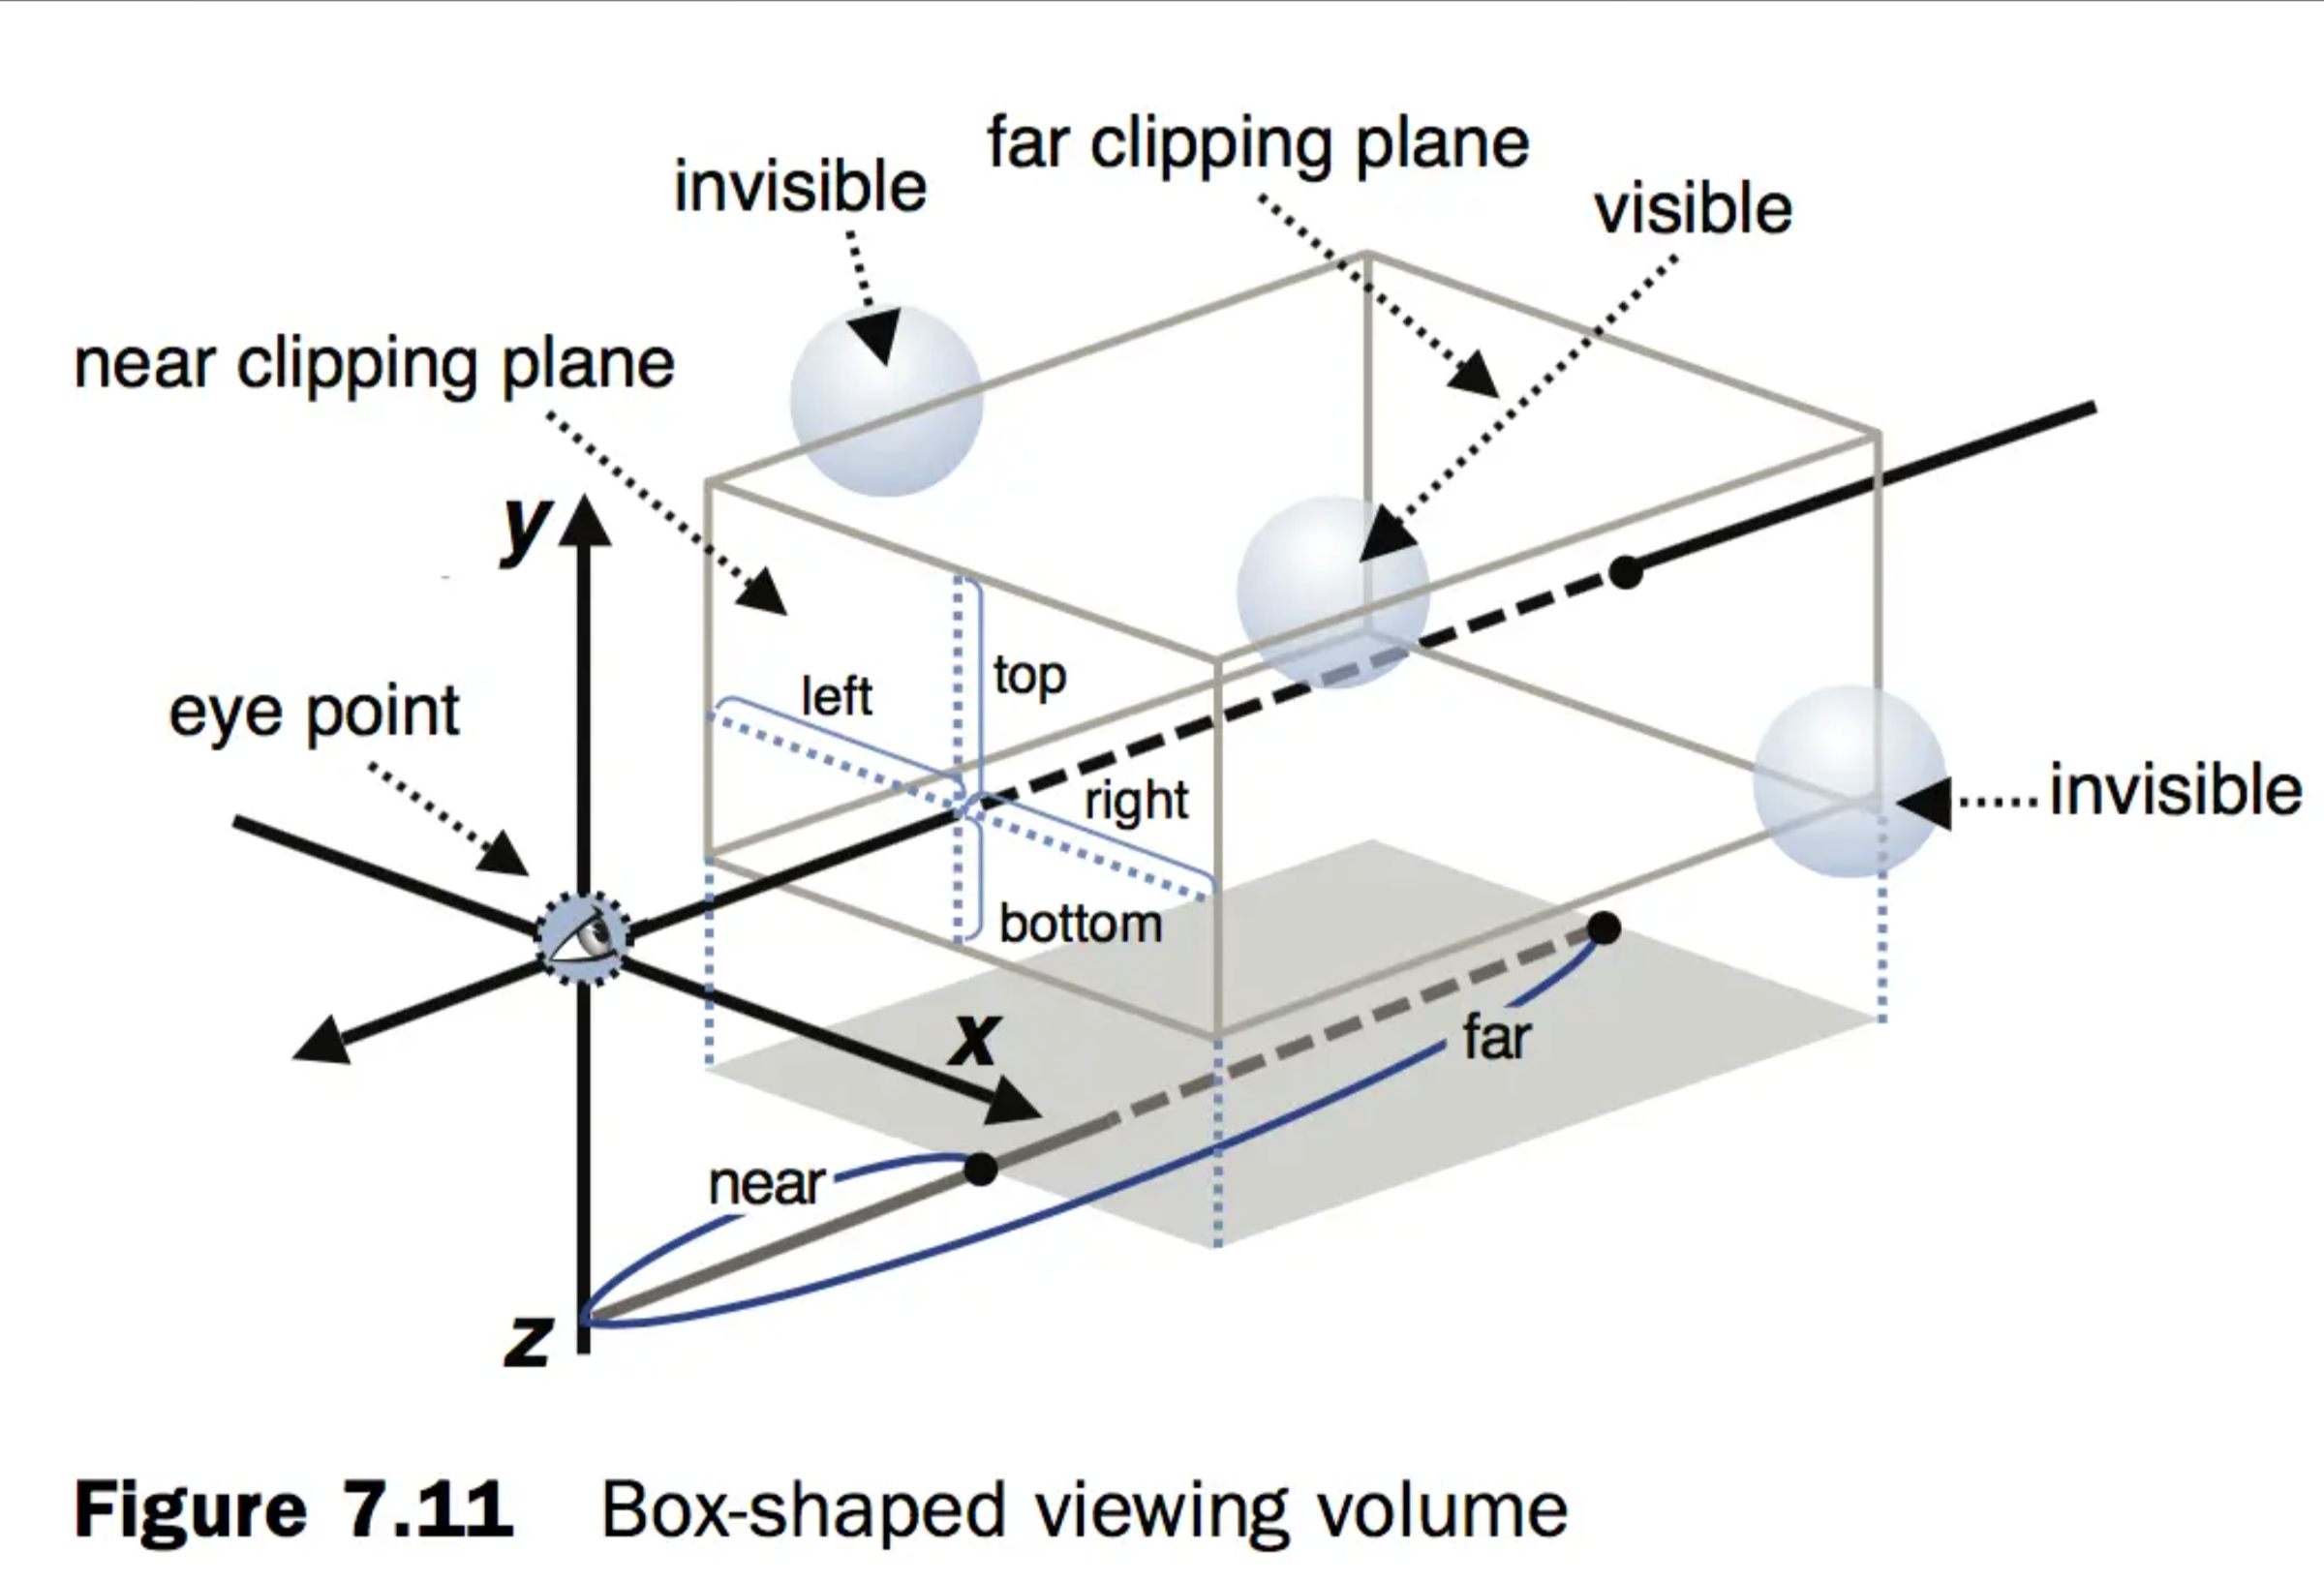 far clipping plane
invisible
visible
near clipping plane
y
top
left
eye point
right
invisible
bottom
x
far
near
z
Figure 7.11 Box-shaped viewing volume